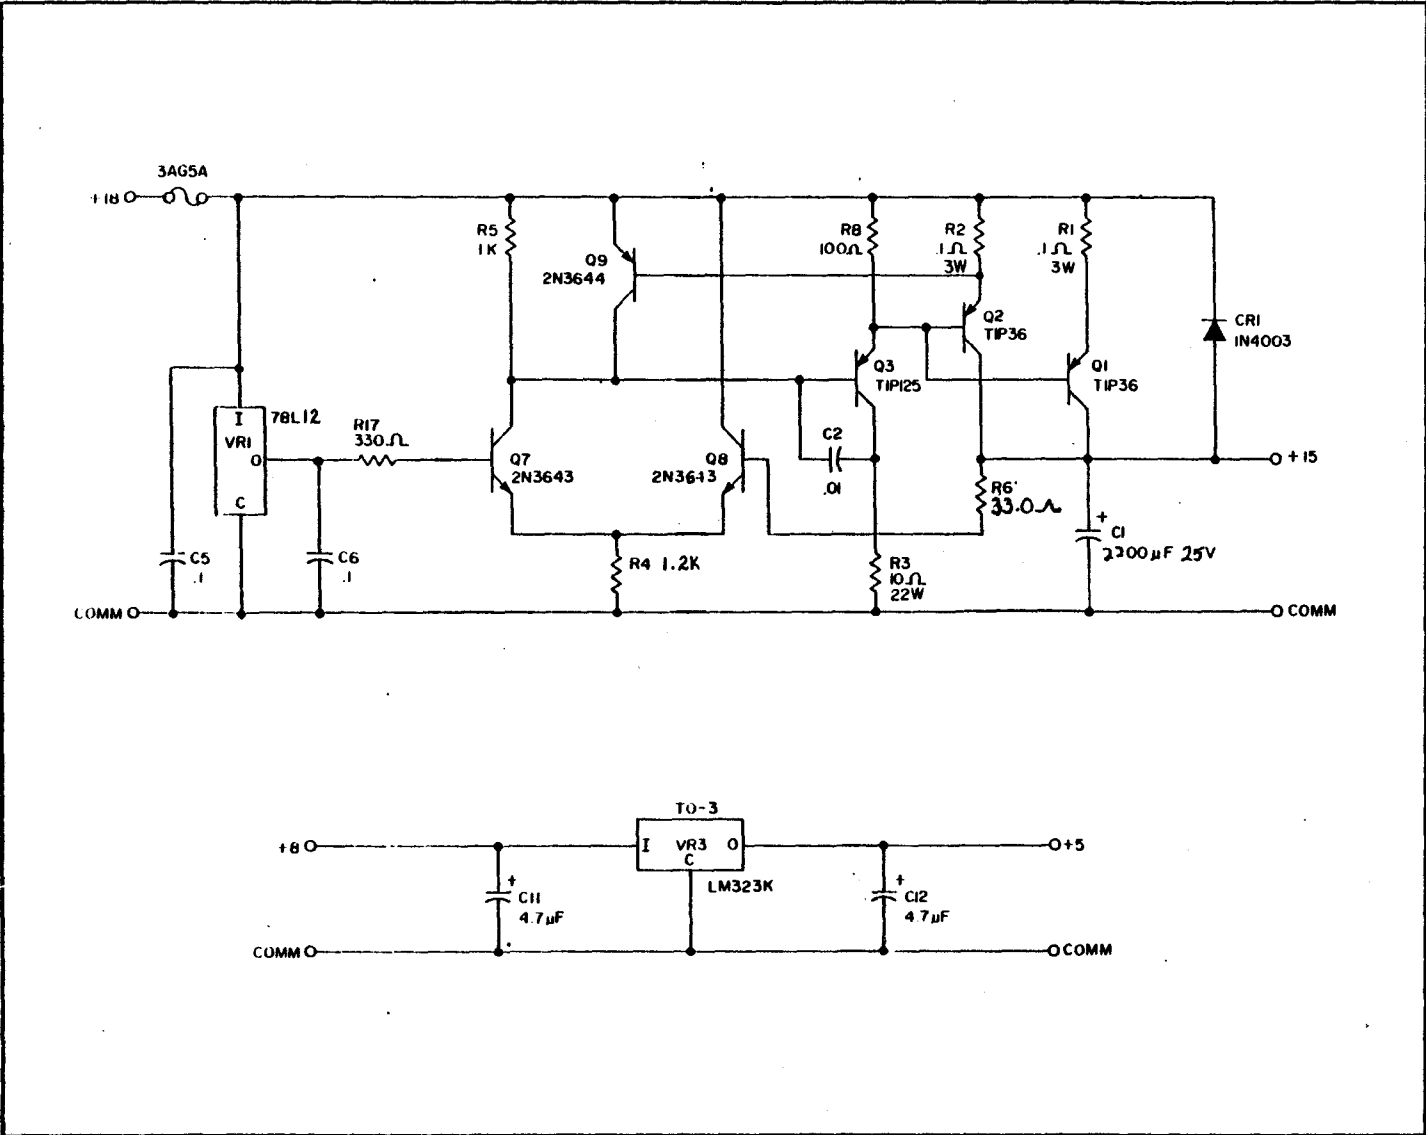 3AG5A
+18
R5
1K
Q9
2N3644
R8
100Ω
R2
.1Ω
3W
R1
.1Ω
3W
Q2
TIP36
CR1
1N4003
Q3
TIP125
Q1
TIP36
I
78L12
VR1
O
C
R17
330Ω
Q7
2N3643
Q8
2N3643
C2
.01
+15
R6
33.0Ω
+
C1
2200µF 25V
C5
.1
C6
.1
R4 1.2K
R3
10Ω
22W
COMM
COMM
TO-3
+8
I VR3 O
C
LM323K
+5
+
C11
4.7µF
+
C12
4.7µF
COMM
COMM